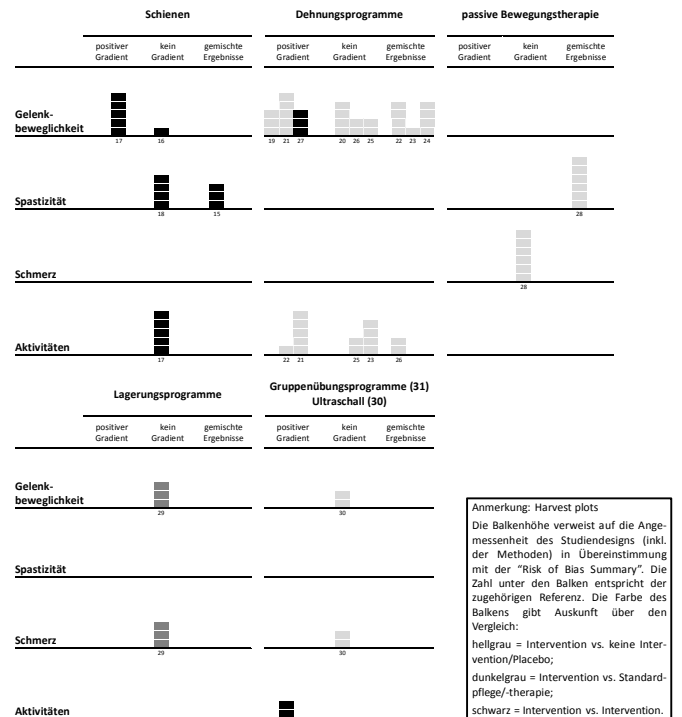 Schienen Dehnungsprogramme passive Bewegungstherapie
positiver kein gemischte positiver kein gemischte positiver kein gemischte
Gradient Gradient Ergebnisse Gradient Gradient Ergebnisse Gradient Gradient Ergebnisse
Gelenk-
beweglichkeit
17 16 19 21 27 20 26 25 22 23 24
Spastizität
18 15 28
Schmerz
28
Aktivitäten
17 22 21 25 23 26
Lagerungsprogramme
Gruppenübungsprogramme (31)
Ultraschall (30)
positiver kein gemischte positiver kein gemischte
Gradient Gradient Ergebnisse Gradient Gradient Ergebnisse
Gelenk-
beweglichkeit
29 30
Spastizität
Schmerz
29 30
Aktivitäten
Anmerkung: Harvest plots
Die Balkenhöhe verweist auf die Ange-
messenheit des Studiendesigns (inkl.
der Methoden) in Übereinstimmung
mit der "Risk of Bias Summary". Die
Zahl unter den Balken entspricht der
zugehörigen Referenz. Die Farbe des
Balkens gibt Auskunft über den
Vergleich:
hellgrau = Intervention vs. keine Inter-
vention/Placebo;
dunkelgrau = Intervention vs. Standard-
pflege/-therapie;
schwarz = Intervention vs. Intervention.